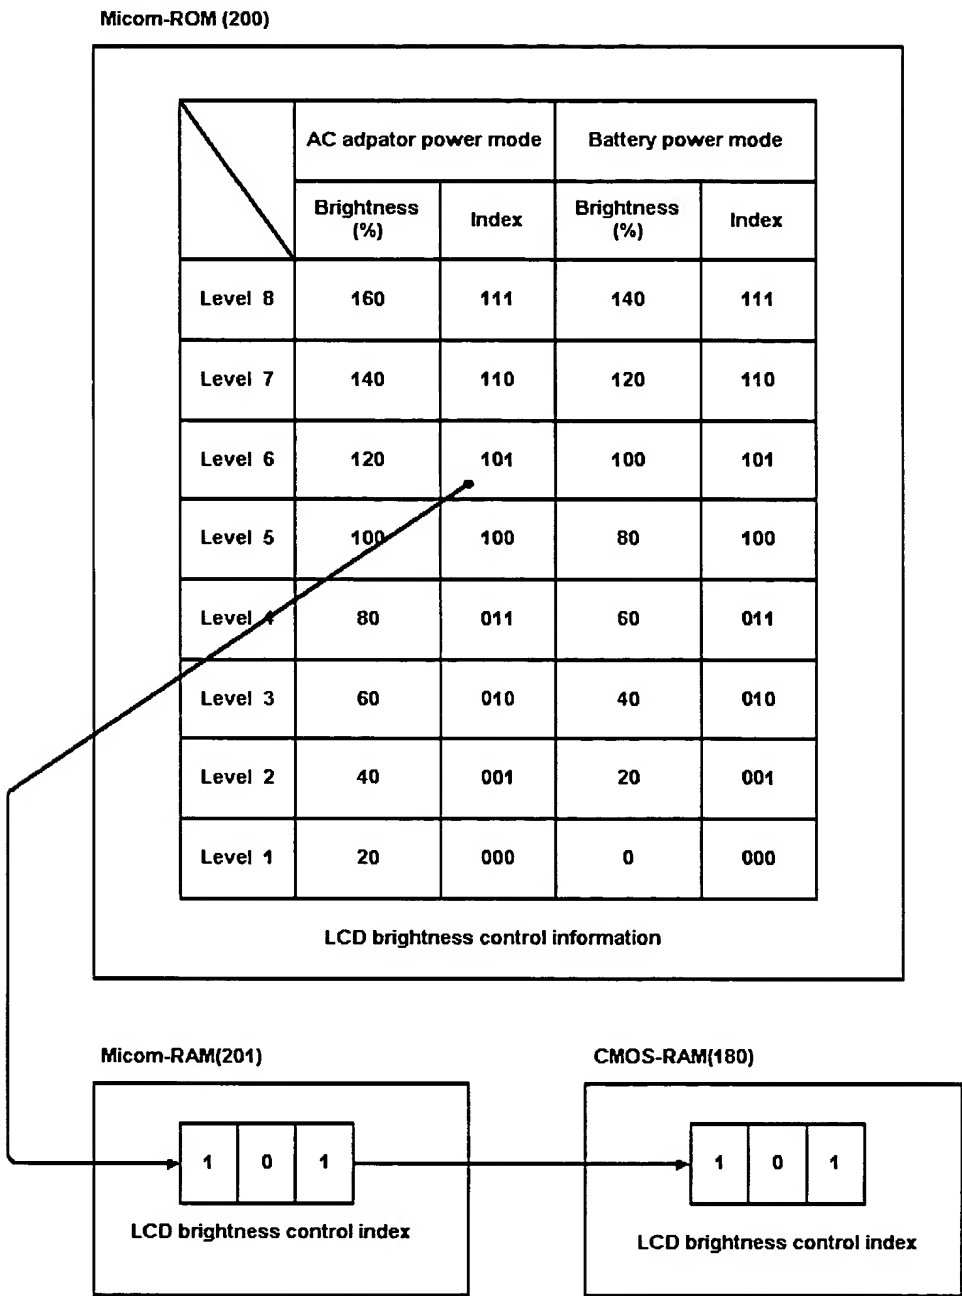 Micom-ROM (200)
AC adpator power mode Battery power mode
Brightness (%) Index Brightness (%) Index
Level 8 160 111 140 111
Level 7 140 110 120 110
Level 6 120 101 100 101
Level 5 100 100 80 100
Level 4 80 011 60 011
Level 3 60 010 40 010
Level 2 40 001 20 001
Level 1 20 000 0 000
LCD brightness control information
Micom-RAM(201) CMOS-RAM(180)
1 0 1 1 0 1
LCD brightness control index LCD brightness control index